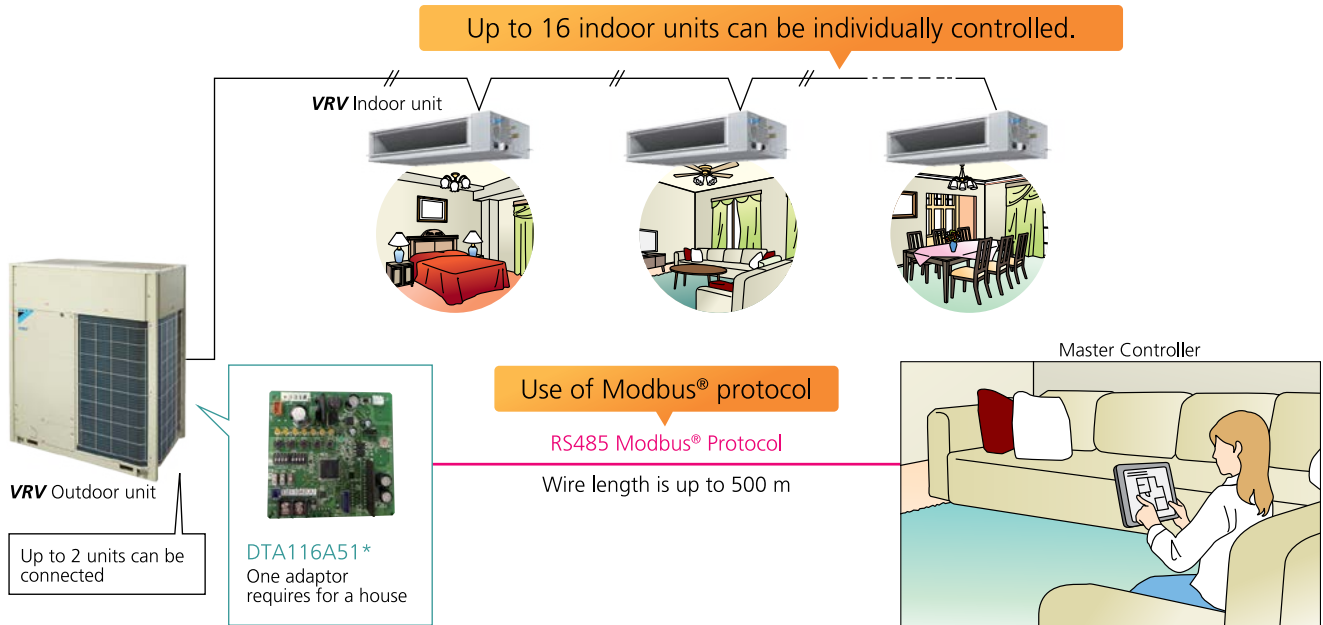 Up to 16 indoor units can be individually controlled.
VRV Indoor unit
Master Controller
Use of Modbus® protocol
RS485 Modbus® Protocol
Wire length is up to 500 m
VRV Outdoor unit
Up to 2 units can be
connected
DTA116A51*
One adaptor
requires for a house